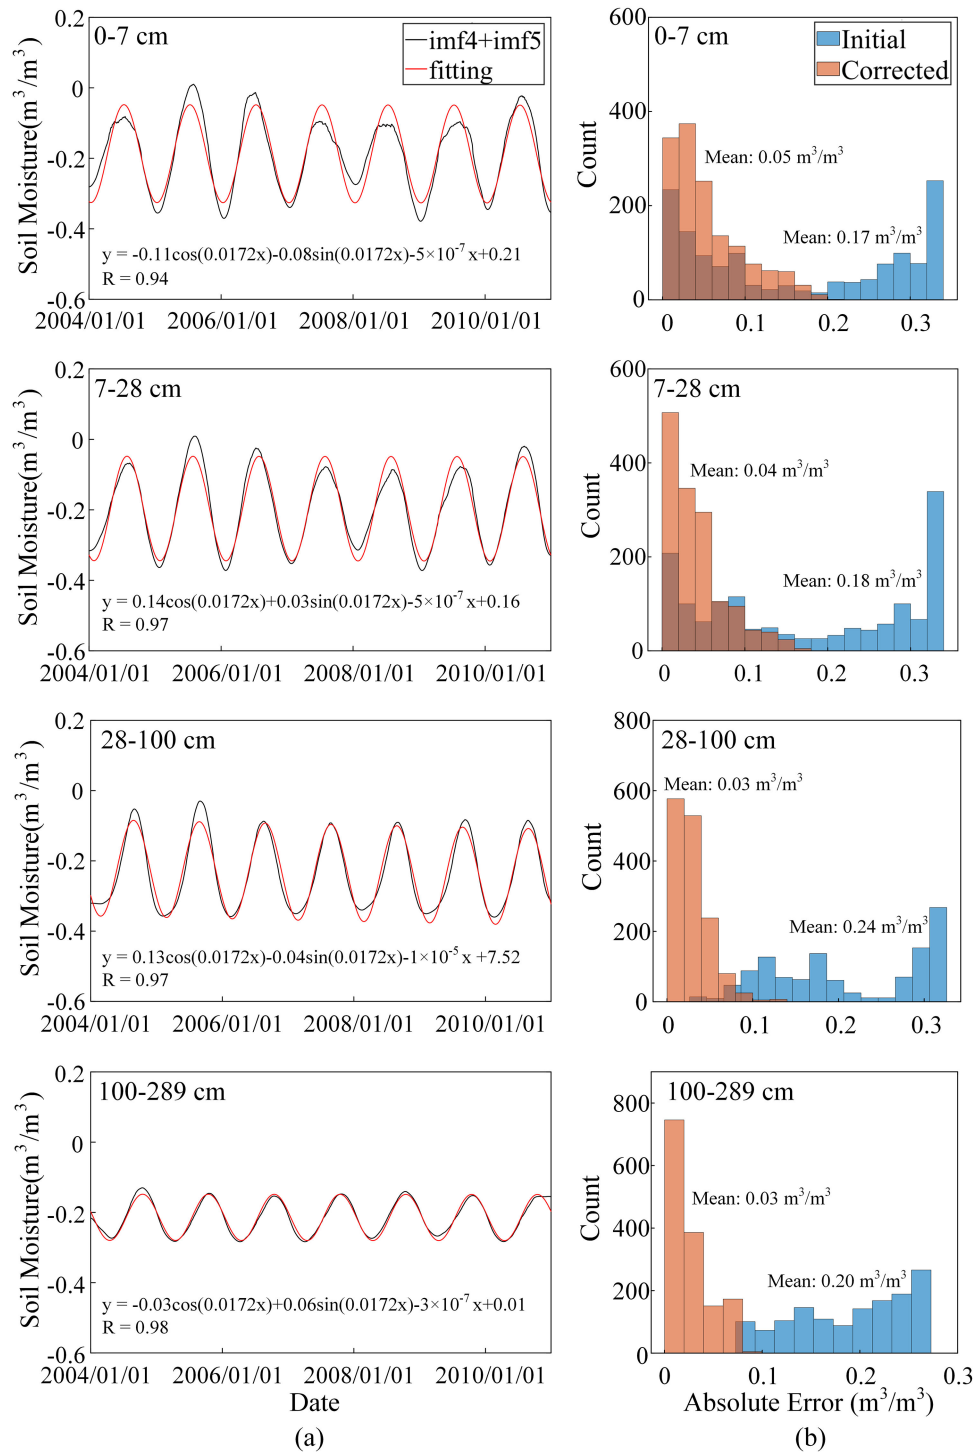 0.2
0
-0.2
-0.4
-0.6
Soil Moisture(m³/m³)
0-7 cm
imf4+imf5
fitting
y = -0.11cos(0.0172x)-0.08sin(0.0172x)-5×10⁻⁷ x+0.21
R = 0.94
2004/01/01 2006/01/01 2008/01/01 2010/01/01
600
400
200
0
Count
0-7 cm
Initial
Corrected
Mean: 0.05 m³/m³
Mean: 0.17 m³/m³
0 0.1 0.2 0.3
0.2
0
-0.2
-0.4
-0.6
Soil Moisture(m³/m³)
7-28 cm
y = 0.14cos(0.0172x)+0.03sin(0.0172x)-5×10⁻⁷ x+0.16
R = 0.97
2004/01/01 2006/01/01 2008/01/01 2010/01/01
600
400
200
0
Count
7-28 cm
Mean: 0.04 m³/m³
Mean: 0.18 m³/m³
0 0.1 0.2 0.3
0.2
0
-0.2
-0.4
-0.6
Soil Moisture(m³/m³)
28-100 cm
y = 0.13cos(0.0172x)-0.04sin(0.0172x)-1×10⁻⁵ x +7.52
R = 0.97
2004/01/01 2006/01/01 2008/01/01 2010/01/01
800
600
400
200
0
Count
28-100 cm
Mean: 0.03 m³/m³
Mean: 0.24 m³/m³
0 0.1 0.2 0.3
0.2
0
-0.2
-0.4
-0.6
Soil Moisture(m³/m³)
100-289 cm
y = -0.03cos(0.0172x)+0.06sin(0.0172x)-3×10⁻⁷ x+0.01
R = 0.98
2004/01/01 2006/01/01 2008/01/01 2010/01/01
Date
(a)
800
600
400
200
0
Count
100-289 cm
Mean: 0.03 m³/m³
Mean: 0.20 m³/m³
0 0.1 0.2 0.3
Absolute Error (m³/m³)
(b)